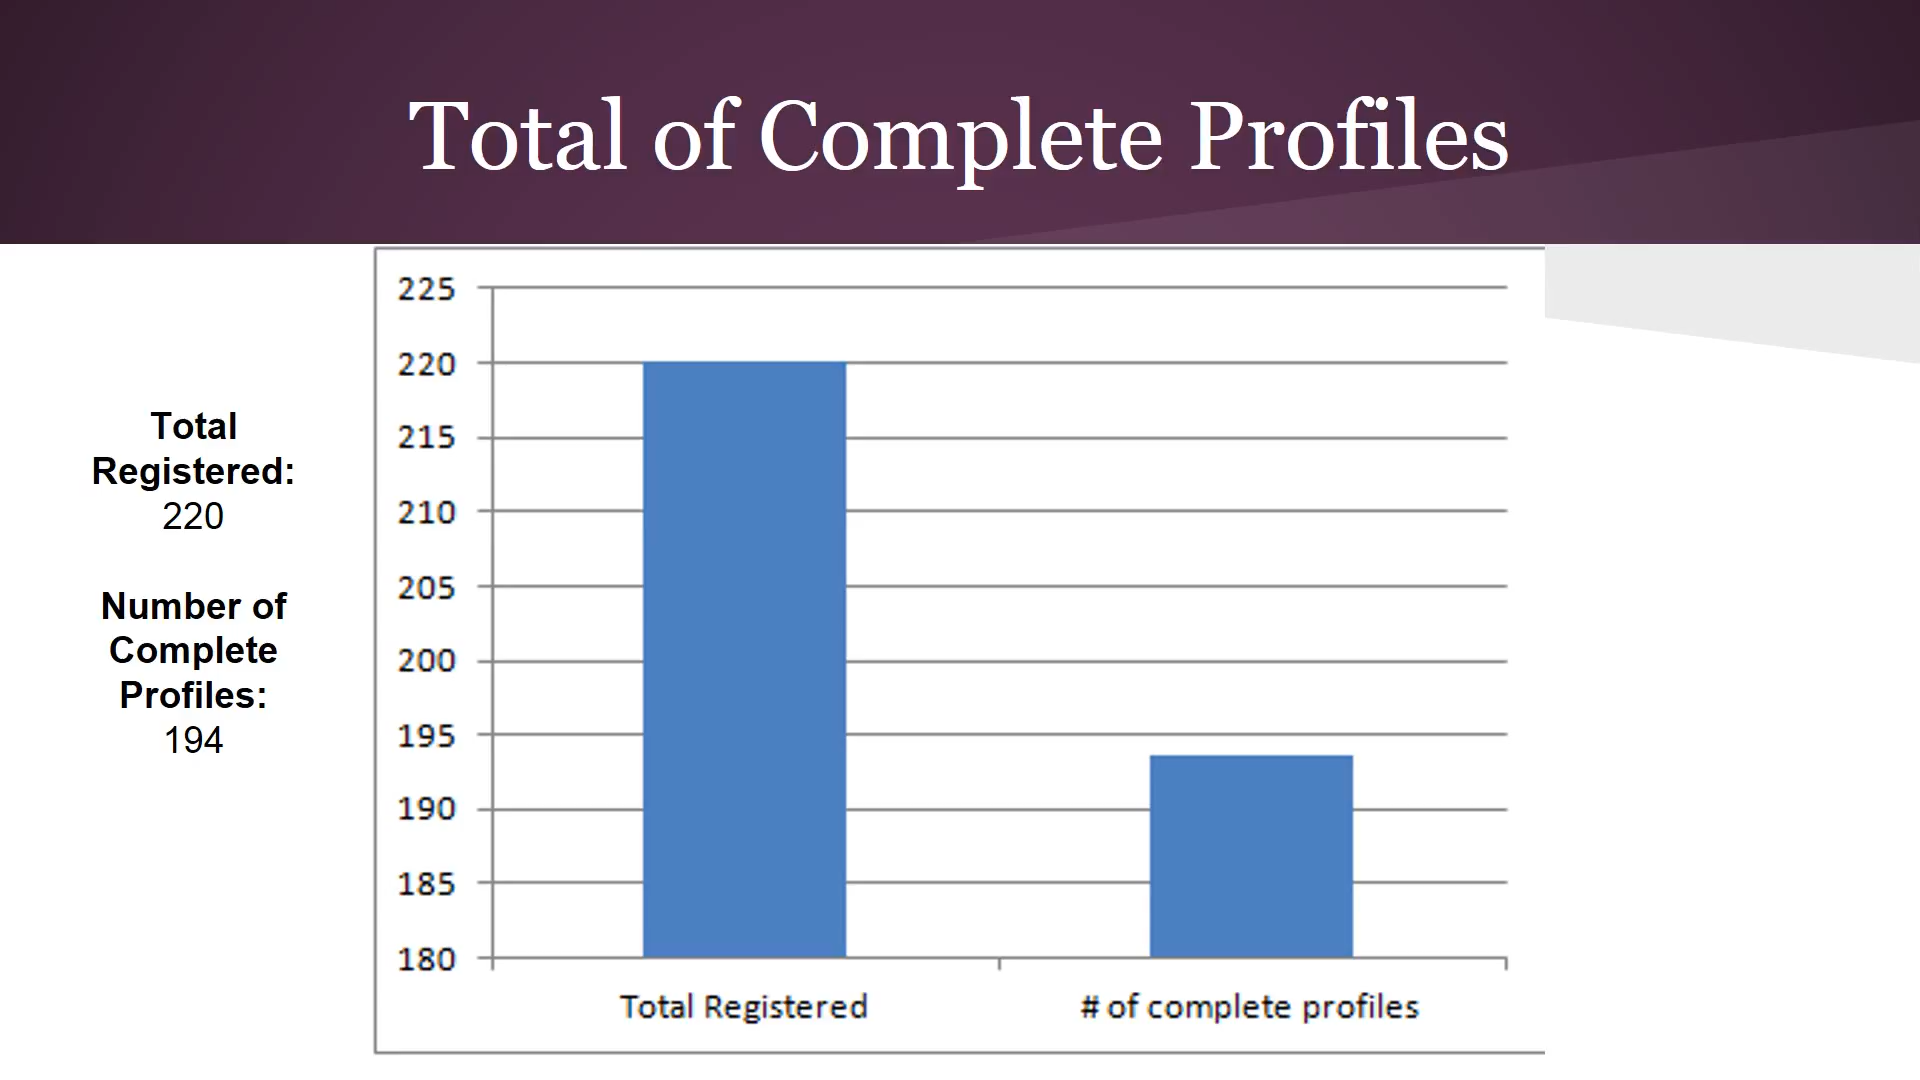 Total of Complete Profiles
Total
Registered:
220
Number of
Complete
Profiles:
194
225
220
215
210
205
200
195
190
185
180
Total Registered
# of complete profiles